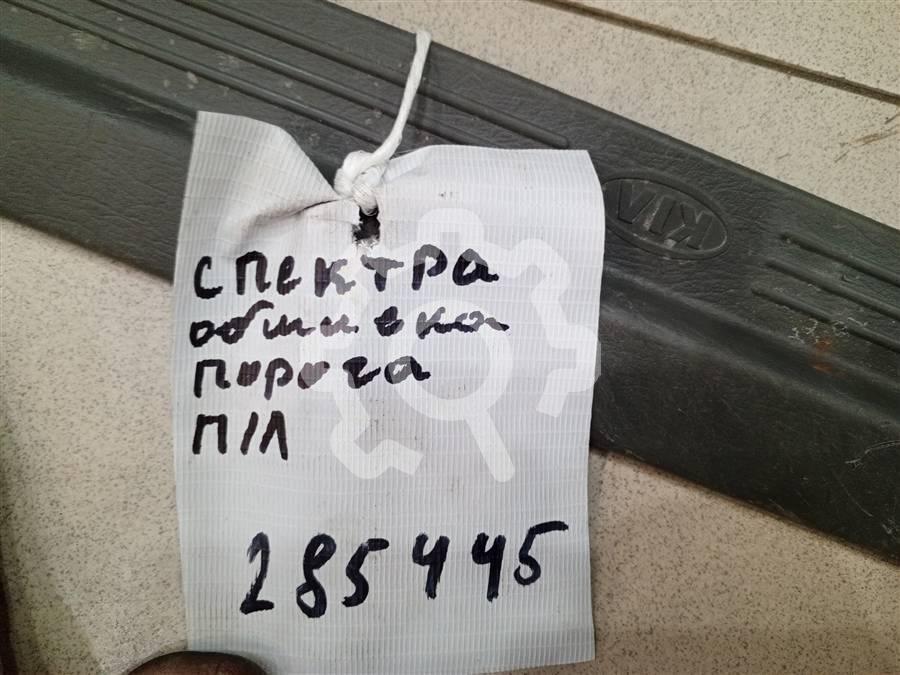 KIA
спектра
обшивка
порога
П/Л
285445